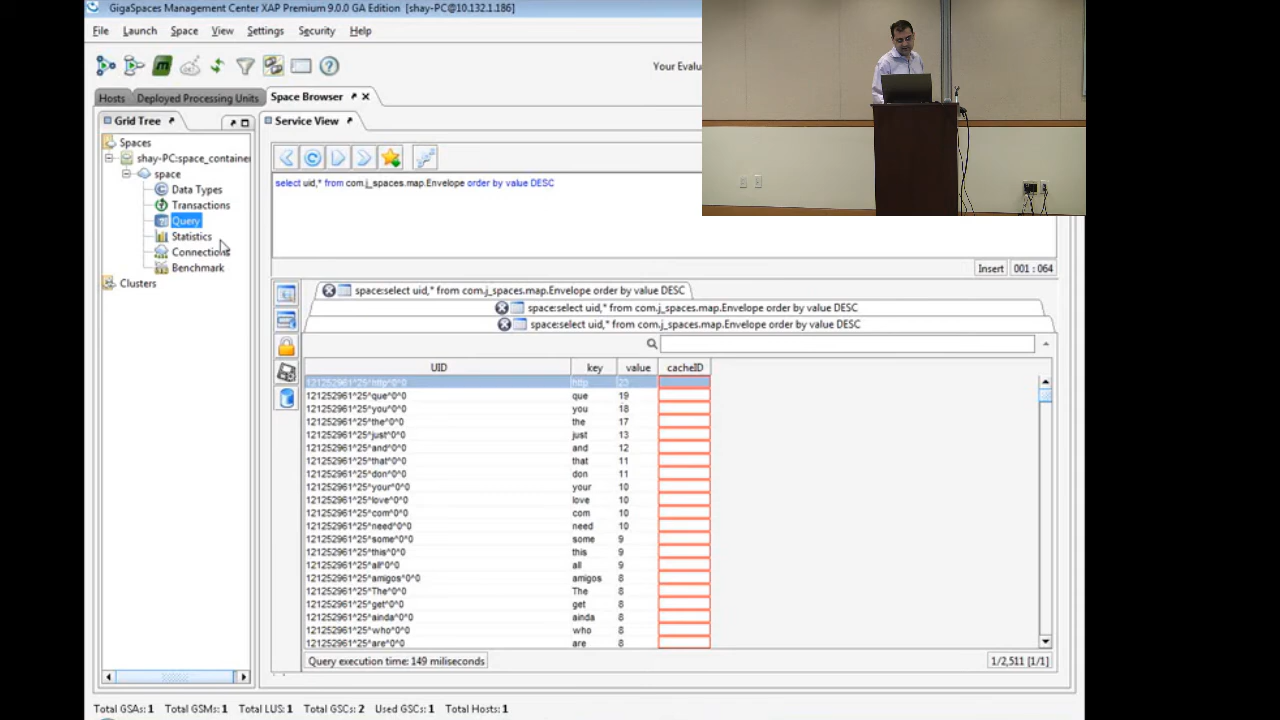 GigaSpaces Management Center XAP Premium 9.0.0 GA Edition [shay-PC@10.132.1.186]
File Launch Space View Settings Security Help
Your Evalu
Hosts Deployed Processing Units Space Browser
Grid Tree
Service View
Spaces
shay-PC:space_container
space
Data Types
Transactions
Query
Statistics
Connections
Benchmark
Clusters
select uid,* from com.j_spaces.map.Envelope order by value DESC
Insert 001 : 064
space:select uid,* from com.j_spaces.map.Envelope order by value DESC
space:select uid,* from com.j_spaces.map.Envelope order by value DESC
space:select uid,* from com.j_spaces.map.Envelope order by value DESC
UID key value cacheID
121252961^25^http^0^0 http 23
121252961^25^que^0^0 que 19
121252961^25^you^0^0 you 18
121252961^25^the^0^0 the 17
121252961^25^just^0^0 just 13
121252961^25^and^0^0 and 12
121252961^25^that^0^0 that 11
121252961^25^don^0^0 don 11
121252961^25^your^0^0 your 10
121252961^25^love^0^0 love 10
121252961^25^com^0^0 com 10
121252961^25^need^0^0 need 10
121252961^25^some^0^0 some 9
121252961^25^this^0^0 this 9
121252961^25^all^0^0 all 9
121252961^25^amigos^0^0 amigos 8
121252961^25^The^0^0 The 8
121252961^25^get^0^0 get 8
121252961^25^ainda^0^0 ainda 8
121252961^25^who^0^0 who 8
121252961^25^are^0^0 are 8
Query execution time: 149 miliseconds
1/2,511 [1/1]
Total GSAs: 1 Total GSMs: 1 Total LUS: 1 Total GSCs: 2 Used GSCs: 1 Total Hosts: 1